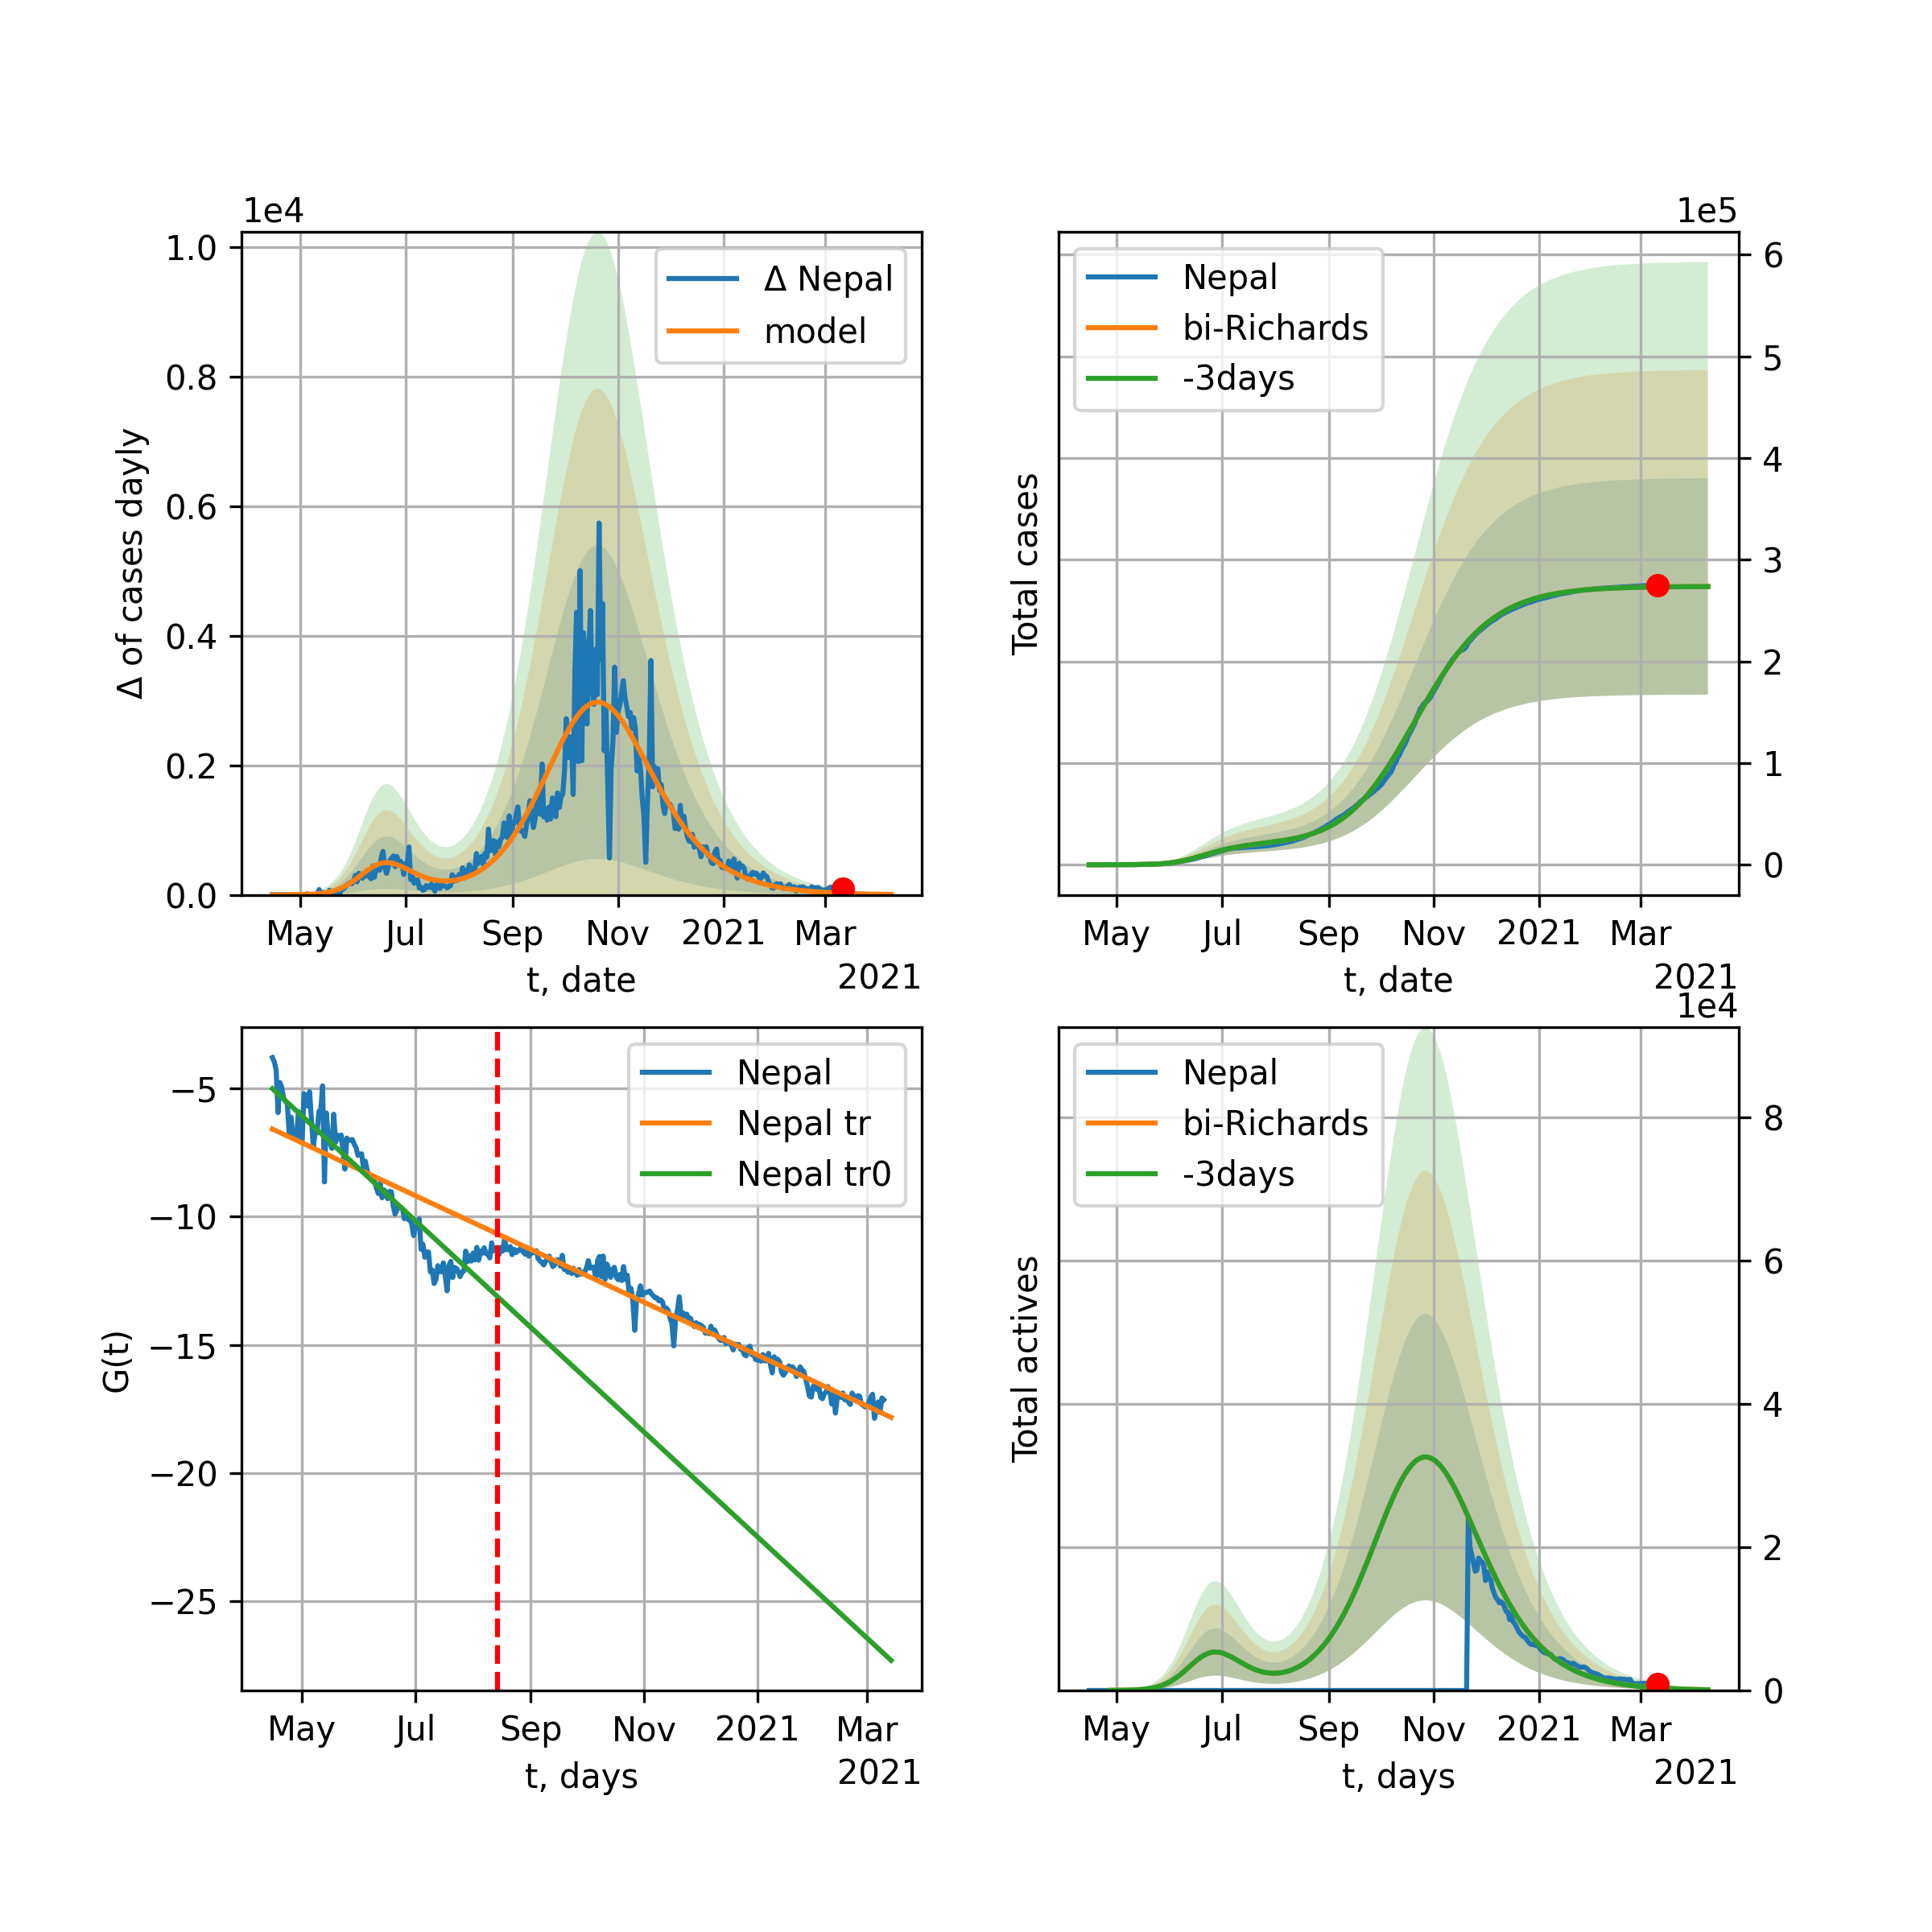 1e4
1.0
0.8
0.6
0.4
0.2
0.0
Δ of cases dayly
Δ Nepal
model
May Jul Sep Nov 2021 Mar
t, date
2021
1e5
6
5
4
3
2
1
0
Total cases
Nepal
bi-Richards
-3days
May Jul Sep Nov 2021 Mar
t, date
2021
−5
−10
−15
−20
−25
G(t)
Nepal
Nepal tr
Nepal tr0
May Jul Sep Nov 2021 Mar
t, days
2021
1e4
8
6
4
2
0
Total actives
Nepal
bi-Richards
-3days
May Jul Sep Nov 2021 Mar
t, days
2021